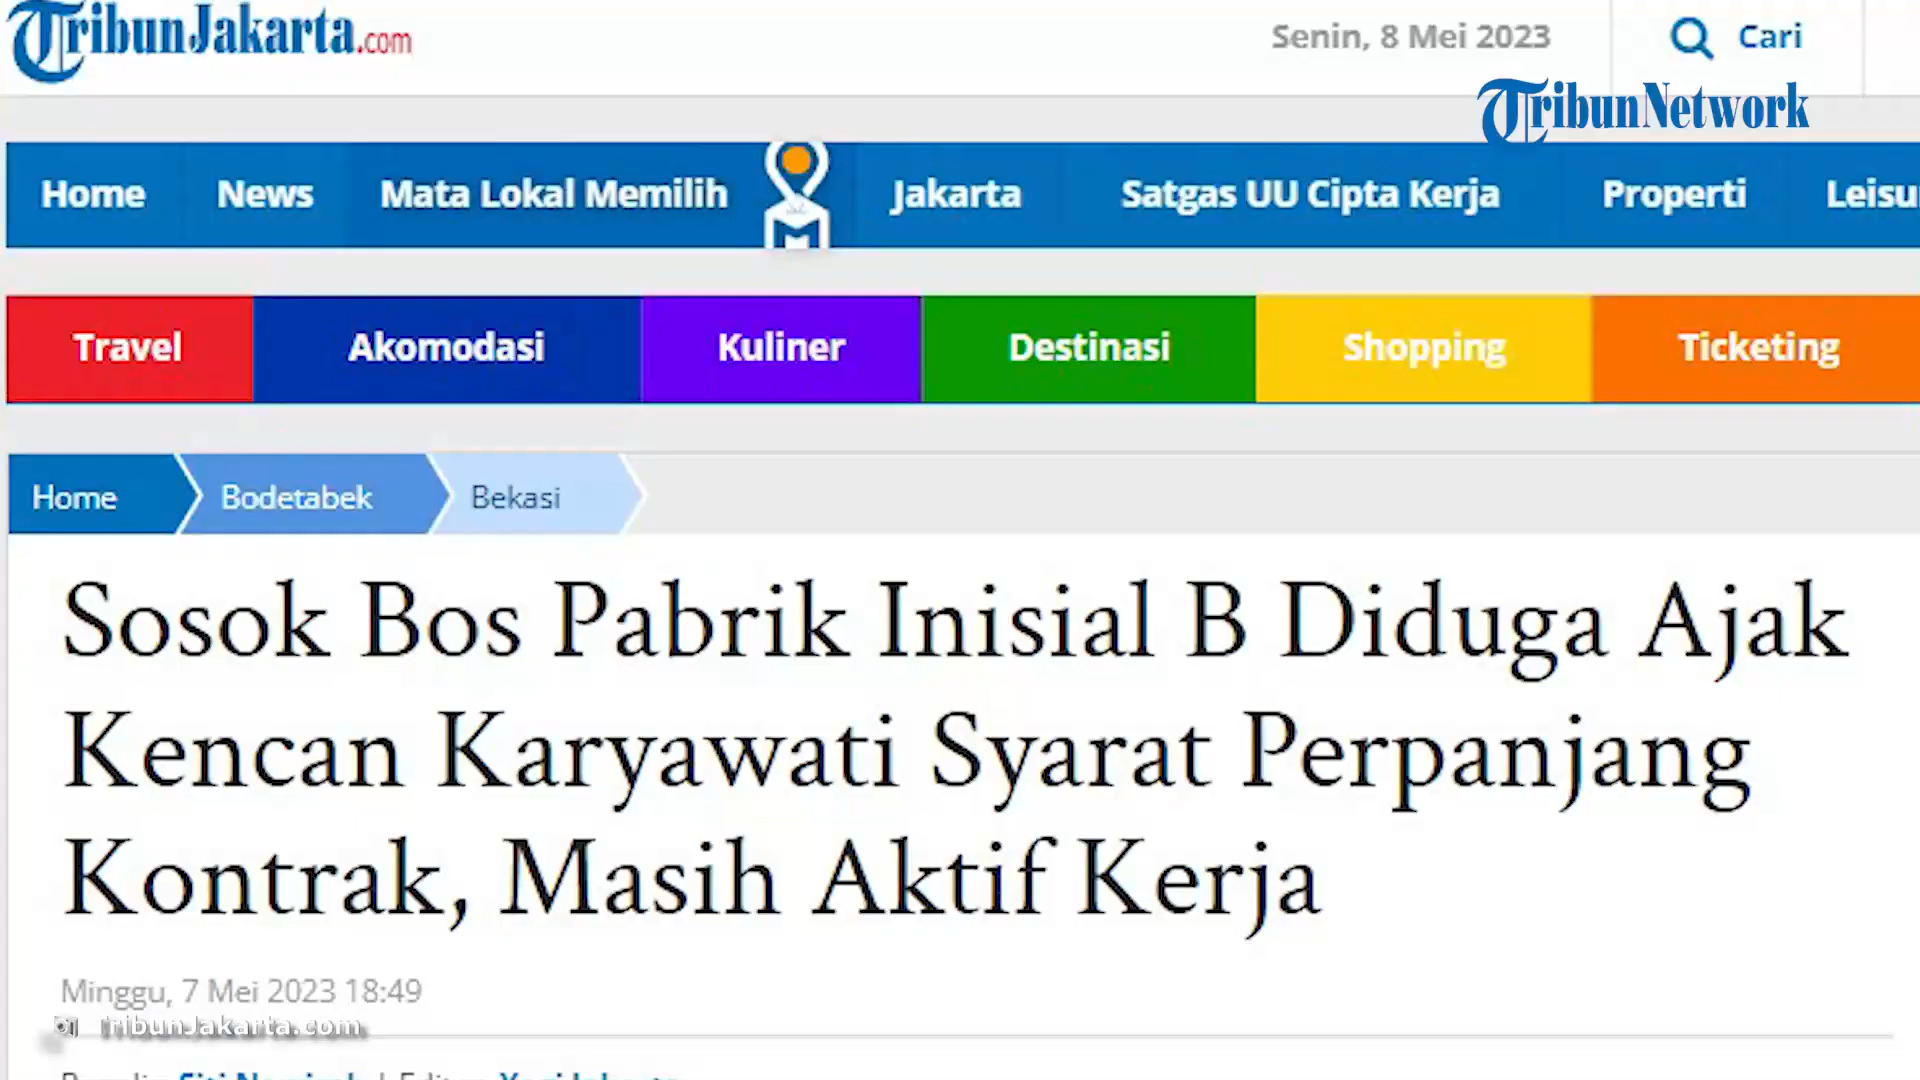 TribunJakarta.com
Senin, 8 Mei 2023
Cari
TribunNetwork
Home News Mata Lokal Memilih Jakarta Satgas UU Cipta Kerja Properti Leisu
Travel Akomodasi Kuliner Destinasi Shopping Ticketing
Home Bodetabek Bekasi
Sosok Bos Pabrik Inisial B Diduga Ajak
Kencan Karyawati Syarat Perpanjang
Kontrak, Masih Aktif Kerja
Minggu, 7 Mei 2023 18:49
TribunJakarta.com